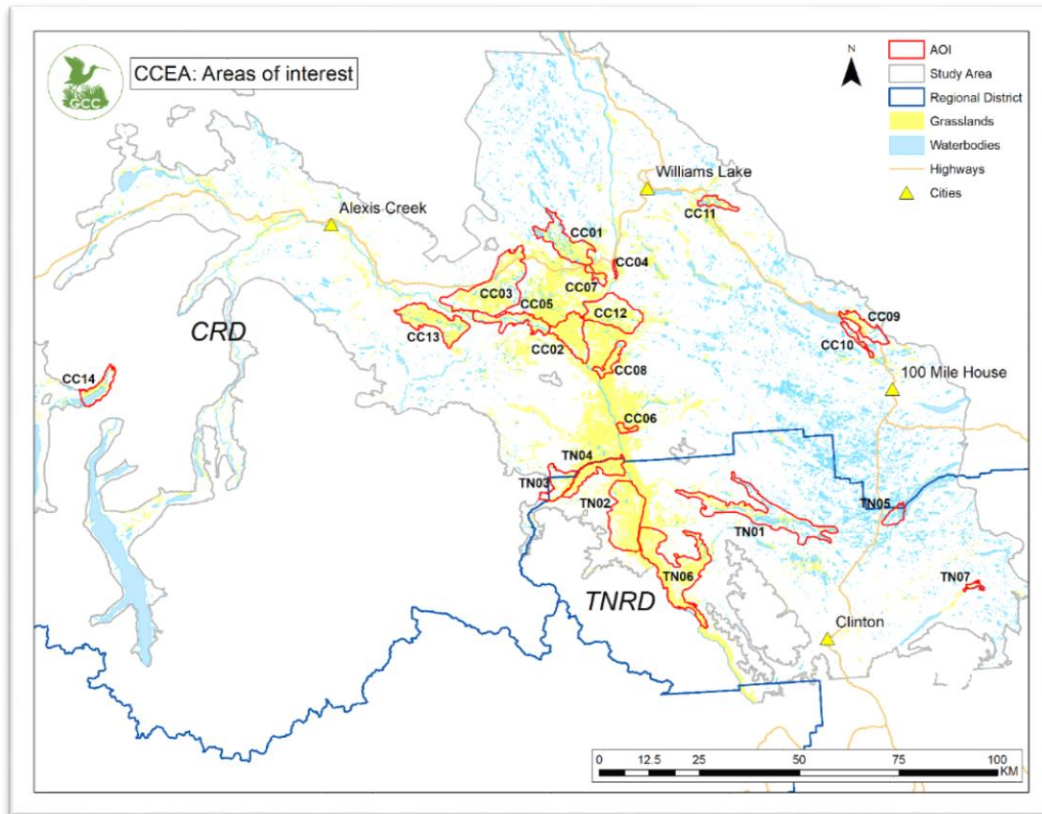 GCC
CCEA: Areas of interest
N
AOI
Study Area
Regional District
Grasslands
Waterbodies
Highways
Cities
Williams Lake
Alexis Creek
CC11
CC01
CC04
CC07
CC03
CC05
CC12
CC09
CC13
CC02
CC10
CRD
CC08
CC14
100 Mile House
CC06
TN04
TN03
TN02
TN05
TN01
TN06
TN07
TNRD
Clinton
0 12.5 25 50 75 100
KM